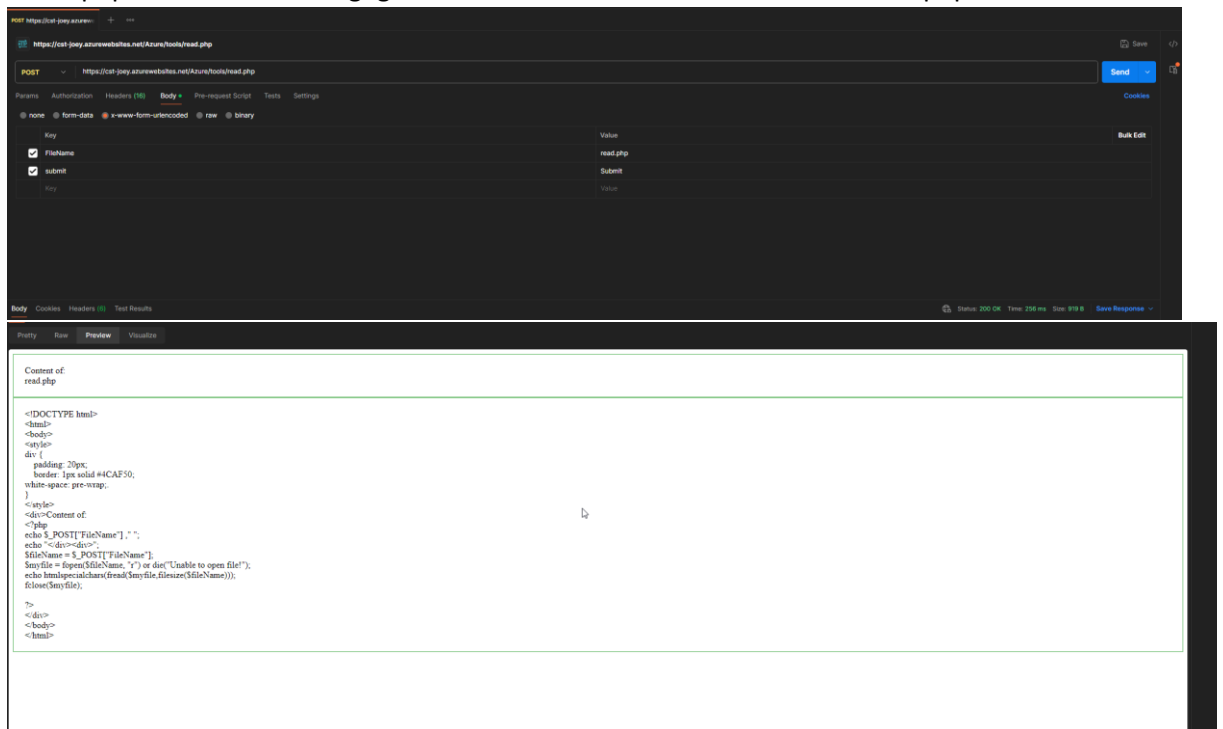 POST https://cst-joey.azurewe
https://cst-joey.azurewebsites.net/Azure/tools/read.php
Save
POST https://cst-joey.azurewebsites.net/Azure/tools/read.php
Send
Params Authorization Headers (16) Body Pre-request Script Tests Settings
Cookies
none form-data x-www-form-urlencoded raw binary
Key Value Bulk Edit
FileName read.php
submit Submit
Key Value
Body Cookies Headers (6) Test Results
Status: 200 OK Time: 256 ms Size: 919 B Save Response
Pretty Raw Preview Visualize
Content of:
read.php
<!DOCTYPE html>
<html>
<body>
<style>
div {
padding: 20px;
border: 1px solid #4CAF50;
white-space: pre-wrap;.
}
</style>
<div>Content of:
<?php
echo $_POST["FileName"] ," ";
echo "</div><div>";
$fileName = $_POST["FileName"];
$myfile = fopen($fileName, "r") or die("Unable to open file!");
echo htmlspecialchars(fread($myfile,filesize($fileName)));
fclose($myfile);
?>
</div>
</body>
</html>